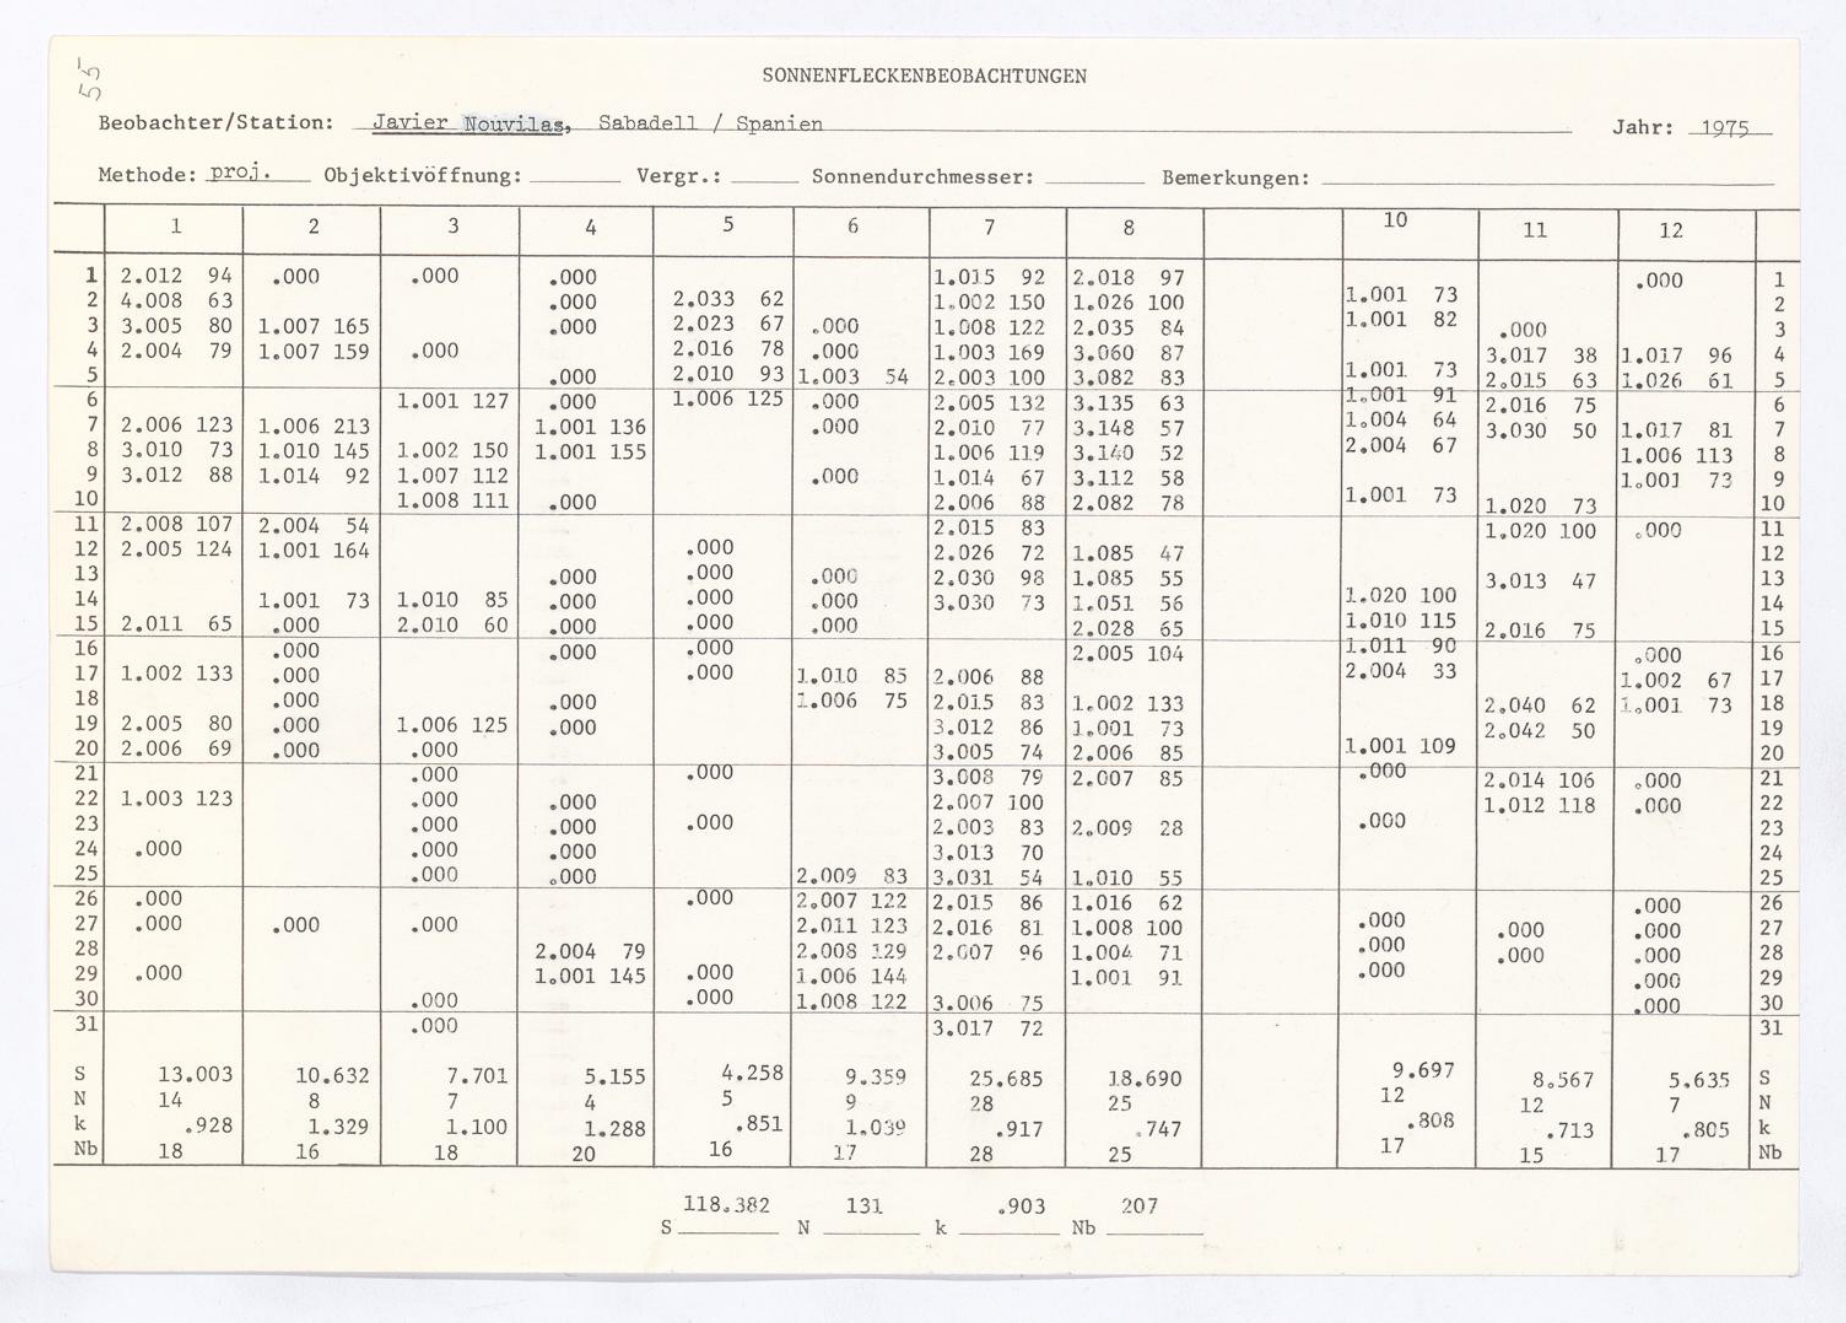 55
SONNENFLECKENBEOBACHTUNGEN
Beobachter/Station: Javier Nouvilas, Sabadell / Spanien Jahr: 1975
Methode: proj. Objektivöffnung: Vergr.: Sonnendurchmesser: Bemerkungen:
1 2 3 4 5 6 7 8 10 11 12
1 2.012 94 .000 .000 .000 1.015 92 2.018 97 .000 1
2 4.008 63 .000 2.033 62 1.002 150 1.026 100 1.001 73 2
3 3.005 80 1.007 165 .000 2.023 67 .000 1.008 122 2.035 84 1.001 82 .000 3
4 2.004 79 1.007 159 .000 2.016 78 .000 1.003 169 3.060 87 3.017 38 1.017 96 4
5 .000 2.010 93 1.003 54 2.003 100 3.082 83 1.001 73 2.015 63 1.026 61 5
6 1.001 127 .000 1.006 125 .000 2.005 132 3.135 63 1.001 91 2.016 75 6
7 2.006 123 1.006 213 1.001 136 .000 2.010 77 3.148 57 1.004 64 3.030 50 1.017 81 7
8 3.010 73 1.010 145 1.002 150 1.001 155 1.006 119 3.140 52 2.004 67 1.006 113 8
9 3.012 88 1.014 92 1.007 112 .000 1.014 67 3.112 58 1.001 73 9
10 1.008 111 .000 2.006 88 2.082 78 1.001 73 1.020 73 10
11 2.008 107 2.004 54 2.015 83 1.020 100 .000 11
12 2.005 124 1.001 164 .000 2.026 72 1.085 47 12
13 .000 .000 .000 2.030 98 1.085 55 3.013 47 13
14 1.001 73 1.010 85 .000 .000 .000 3.030 73 1.051 56 1.020 100 14
15 2.011 65 .000 2.010 60 .000 .000 .000 2.028 65 1.010 115 2.016 75 15
16 .000 .000 .000 2.005 104 1.011 90 .000 16
17 1.002 133 .000 .000 1.010 85 2.006 88 2.004 33 1.002 67 17
18 .000 .000 1.006 75 2.015 83 1.002 133 2.040 62 1.001 73 18
19 2.005 80 .000 1.006 125 .000 3.012 86 1.001 73 2.042 50 19
20 2.006 69 .000 .000 3.005 74 2.006 85 1.001 109 20
21 .000 .000 3.008 79 2.007 85 .000 2.014 106 .000 21
22 1.003 123 .000 .000 2.007 100 1.012 118 .000 22
23 .000 .000 .000 2.003 83 2.009 28 .000 23
24 .000 .000 .000 3.013 70 24
25 .000 .000 2.009 83 3.031 54 1.010 55 25
26 .000 .000 2.007 122 2.015 86 1.016 62 .000 26
27 .000 .000 .000 2.011 123 2.016 81 1.008 100 .000 .000 .000 27
28 2.004 79 2.008 129 2.007 96 1.004 71 .000 .000 .000 28
29 .000 1.001 145 .000 1.006 144 1.001 91 .000 .000 29
30 .000 .000 1.008 122 3.006 75 .000 30
31 .000 3.017 72 31
S 13.003 10.632 7.701 5.155 4.258 9.359 25.685 18.690 9.697 8.567 5.635 S
N 14 8 7 4 5 9 28 25 12 12 7 N
k .928 1.329 1.100 1.288 .851 1.039 .917 .747 .808 .713 .805 k
Nb 18 16 18 20 16 17 28 25 17 15 17 Nb
S 118.382 N 131 k .903 Nb 207